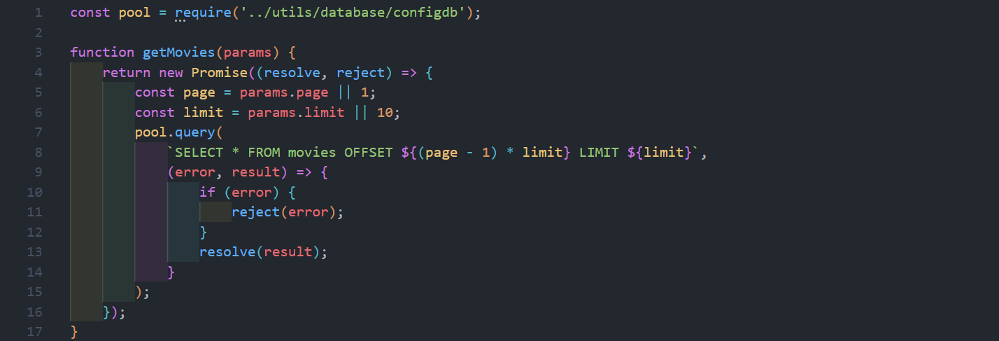 1 const pool = require('../utils/database/configdb');
2
3 function getMovies(params) {
4     return new Promise((resolve, reject) => {
5         const page = params.page || 1;
6         const limit = params.limit || 10;
7         pool.query(
8             `SELECT * FROM movies OFFSET ${(page - 1) * limit} LIMIT ${limit}`,
9             (error, result) => {
10                 if (error) {
11                     reject(error);
12                 }
13                 resolve(result);
14             }
15         );
16     });
17 }